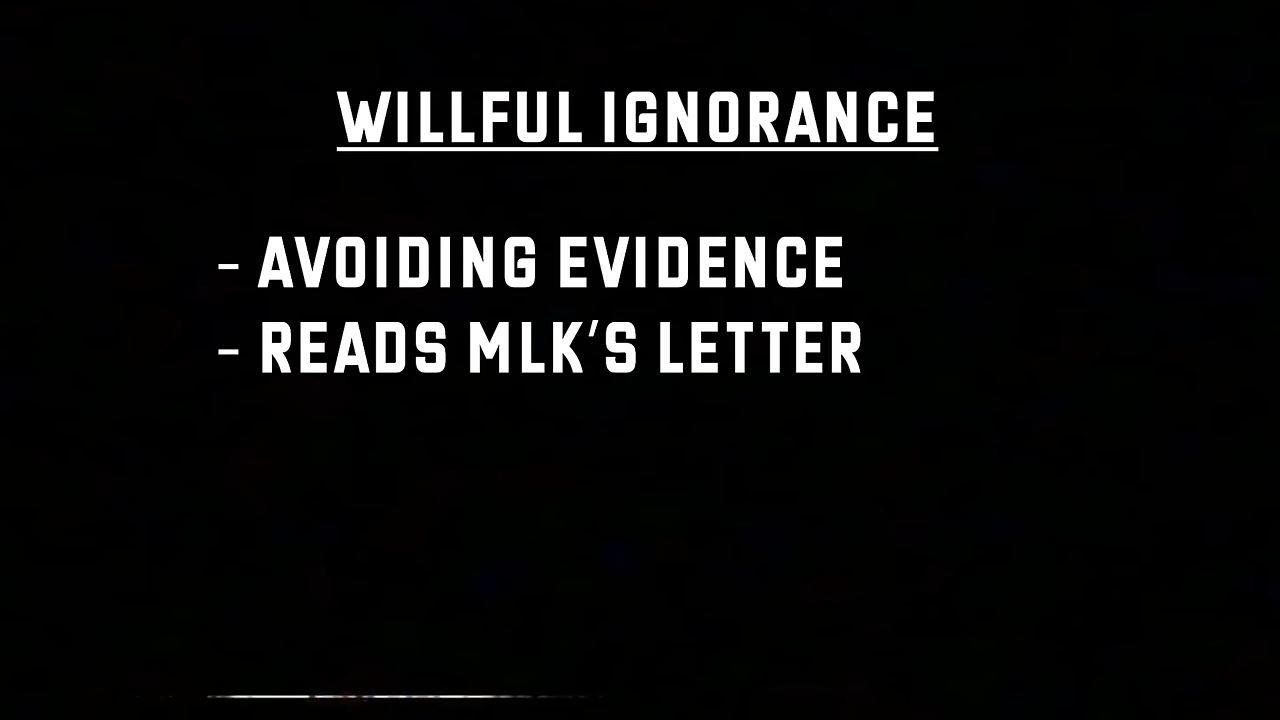 WILLFUL IGNORANCE
- AVOIDING EVIDENCE
- READS MLK'S LETTER